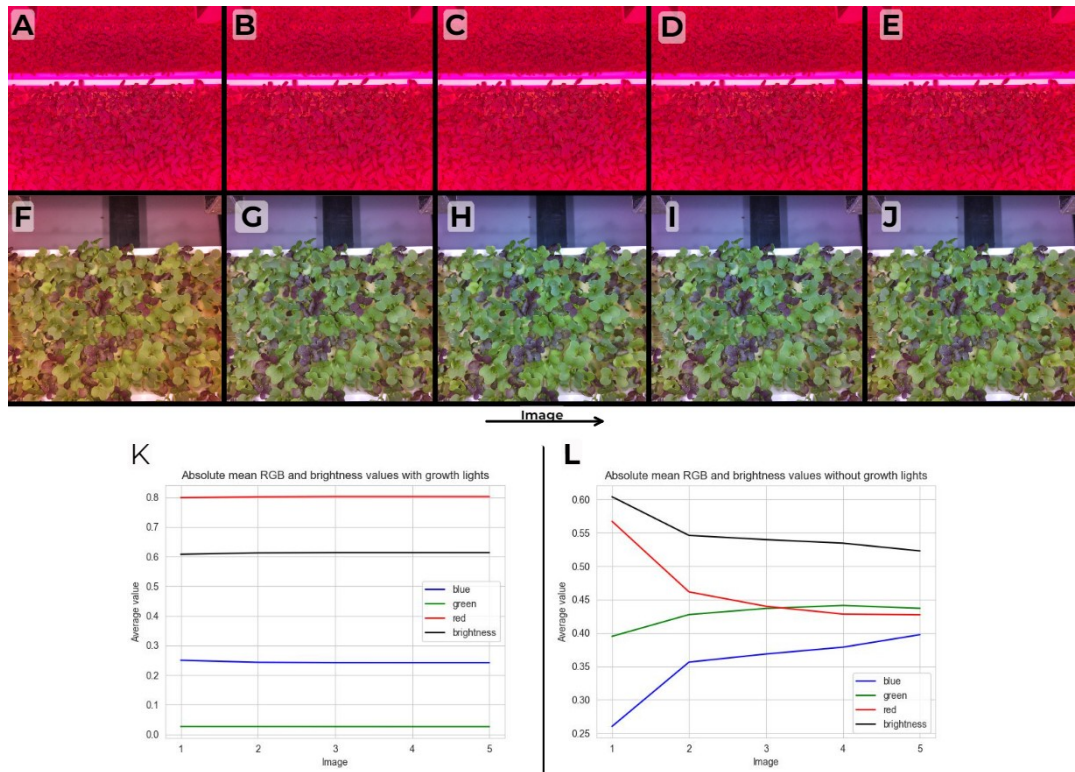 A B C D E
F G H I J
Image
K L
Absolute mean RGB and brightness values with growth lights
0.8
0.7
0.6
0.5
0.4
0.3
0.2
0.1
0.0
Average value
blue
green
red
brightness
1 2 3 4 5
Image
Absolute mean RGB and brightness values without growth lights
0.60
0.55
0.50
0.45
0.40
0.35
0.30
0.25
Average value
blue
green
red
brightness
1 2 3 4 5
Image